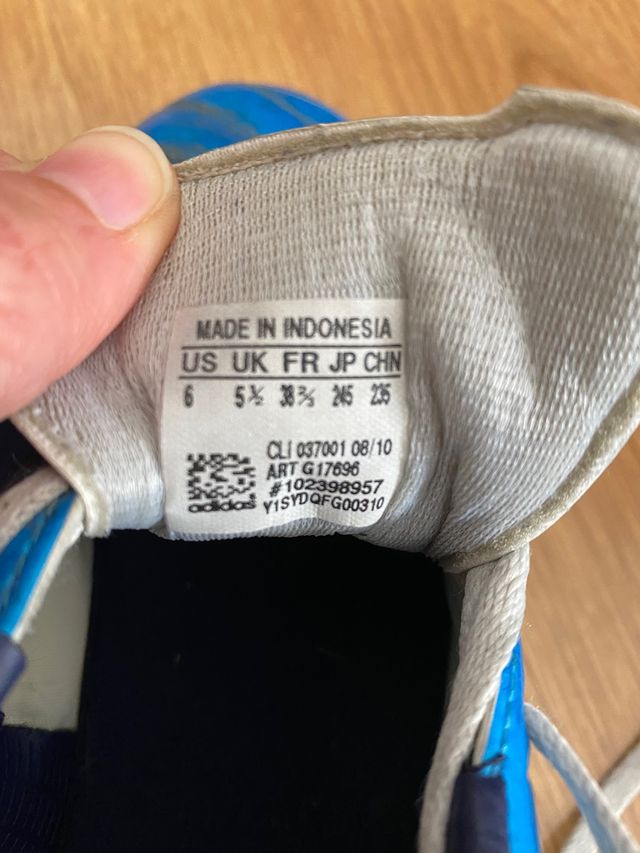 MADE IN INDONESIA
US UK FR JP CHN
6 5½ 38⅔ 245 235
CLI 037001 08/10
ART G17696
#102398957
adidas Y1SYDQFG00310